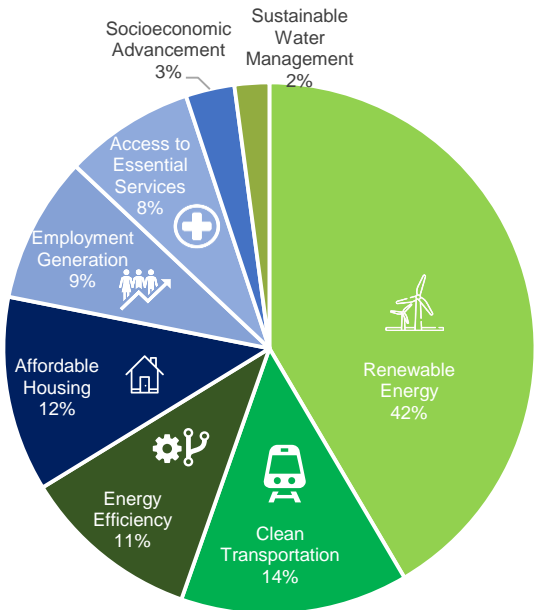 Socioeconomic
Advancement
3%
Sustainable
Water
Management
2%
Access to
Essential
Services
8%
Employment
Generation
9%
Affordable
Housing
12%
Renewable
Energy
42%
Energy
Efficiency
11%
Clean
Transportation
14%